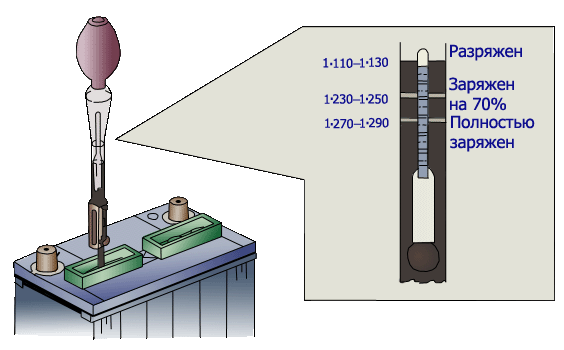 Разряжен
1·110–1·130
Заряжен
1·230–1·250
на 70%
1·270–1·290
Полностью
заряжен